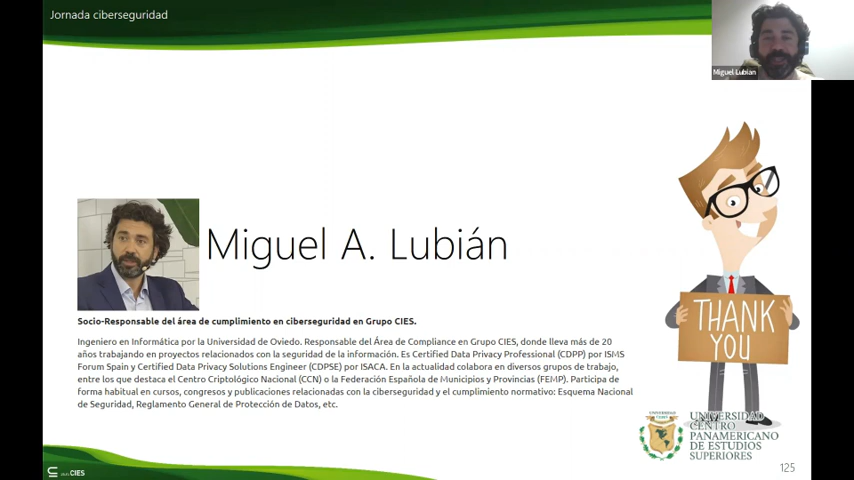 Jornada ciberseguridad
Miguel Lubian
Miguel A. Lubián
Socio-Responsable del área de cumplimiento en ciberseguridad en Grupo CIES.
Ingeniero en Informática por la Universidad de Oviedo. Responsable del Área de Compliance en Grupo CIES, donde lleva más de 20
años trabajando en proyectos relacionados con la seguridad de la información. Es Certified Data Privacy Professional (CDPP) por ISMS
Forum Spain y Certified Data Privacy Solutions Engineer (CDPSE) por ISACA. En la actualidad colabora en diversos grupos de trabajo,
entre los que destaca el Centro Criptológico Nacional (CCN) o la Federación Española de Municipios y Provincias (FEMP). Participa de
forma habitual en cursos, congresos y publicaciones relacionadas con la ciberseguridad y el cumplimiento normativo: Esquema Nacional
de Seguridad, Reglamento General de Protección de Datos, etc.
THANK
YOU
UNIVERSIDAD
CENTRO
PANAMERICANO
DE ESTUDIOS
SUPERIORES
CIES
125